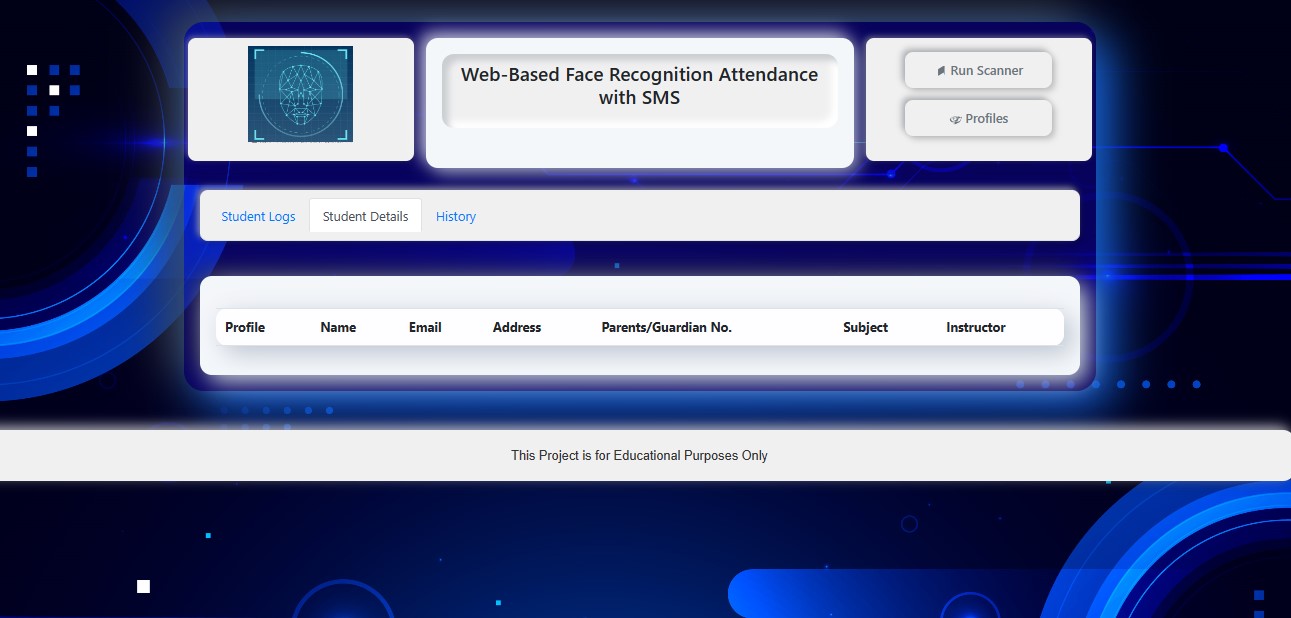 Web-Based Face Recognition Attendance
with SMS
Run Scanner
Profiles
Student Logs
Student Details
History
Profile Name Email Address Parents/Guardian No. Subject Instructor
This Project is for Educational Purposes Only